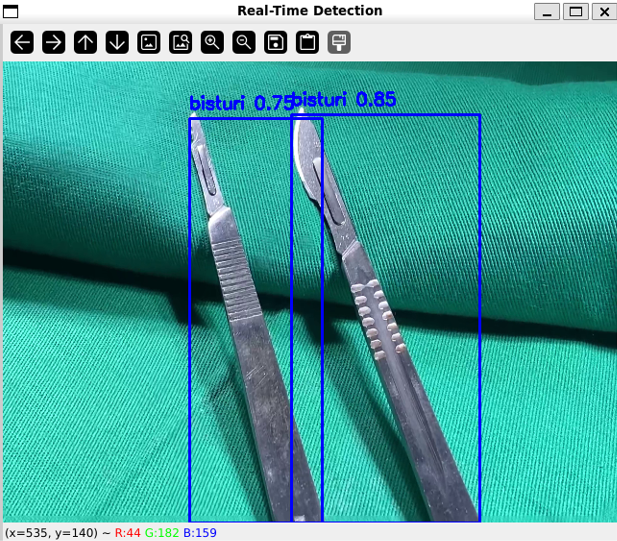 Real-Time Detection
bisturi 0.75
bisturi 0.85
(x=535, y=140) ~ R:44 G:182 B:159